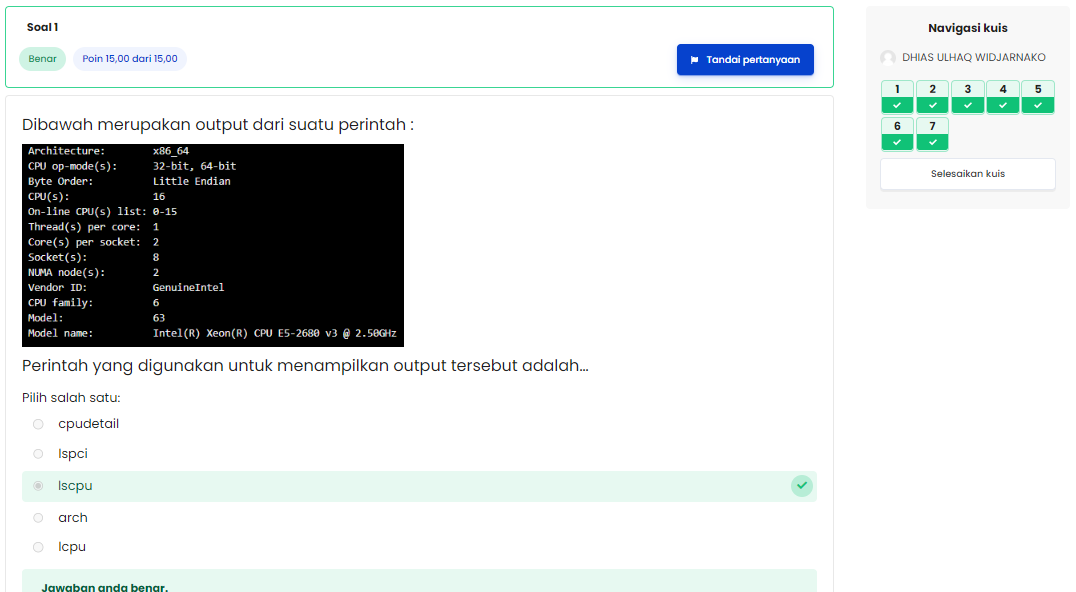 Soal 1
Benar
Poin 15,00 dari 15,00
Tandai pertanyaan
Dibawah merupakan output dari suatu perintah :
Architecture: x86_64
CPU op-mode(s): 32-bit, 64-bit
Byte Order: Little Endian
CPU(s): 16
On-line CPU(s) list: 0-15
Thread(s) per core: 1
Core(s) per socket: 2
Socket(s): 8
NUMA node(s): 2
Vendor ID: GenuineIntel
CPU family: 6
Model: 63
Model name: Intel(R) Xeon(R) CPU E5-2680 v3 @ 2.50GHz
Perintah yang digunakan untuk menampilkan output tersebut adalah...
Pilih salah satu:
cpudetail
lspci
lscpu
arch
lcpu
Jawaban anda benar.
Navigasi kuis
DHIAS ULHAQ WIDJARNAKO
1 2 3 4 5
6 7
Selesaikan kuis